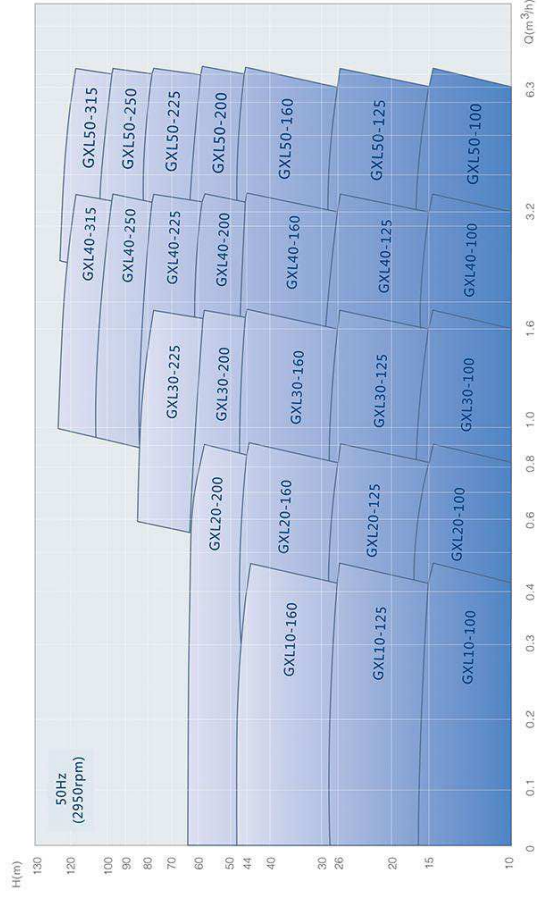 H(m)
130
120
100
90
80
70
60
50
44
40
30
26
20
15
10
50Hz
(2950rpm)
GXL50-315
GXL50-250
GXL50-225
GXL50-200
GXL50-160
GXL50-125
GXL50-100
GXL40-315
GXL40-250
GXL40-225
GXL40-200
GXL40-160
GXL40-125
GXL40-100
GXL30-225
GXL30-200
GXL30-160
GXL30-125
GXL30-100
GXL20-200
GXL20-160
GXL20-125
GXL20-100
GXL10-160
GXL10-125
GXL10-100
0
0.1
0.2
0.3
0.4
0.6
0.8
1.0
1.6
3.2
6.3
Q(m³/h)